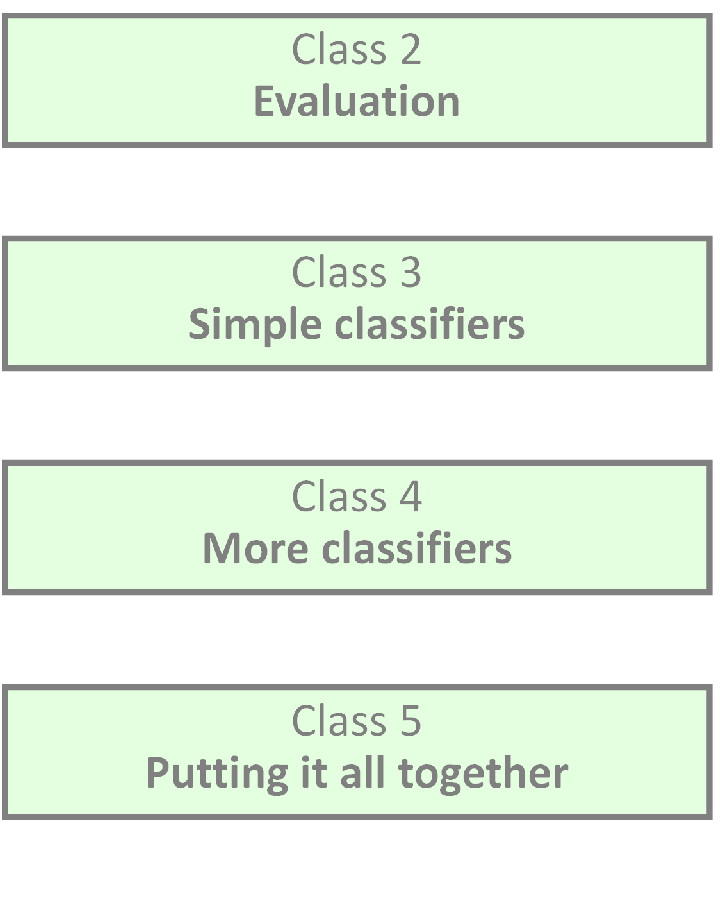 Class 2
Evaluation
Class 3
Simple classifiers
Class 4
More classifiers
Class 5
Putting it all together